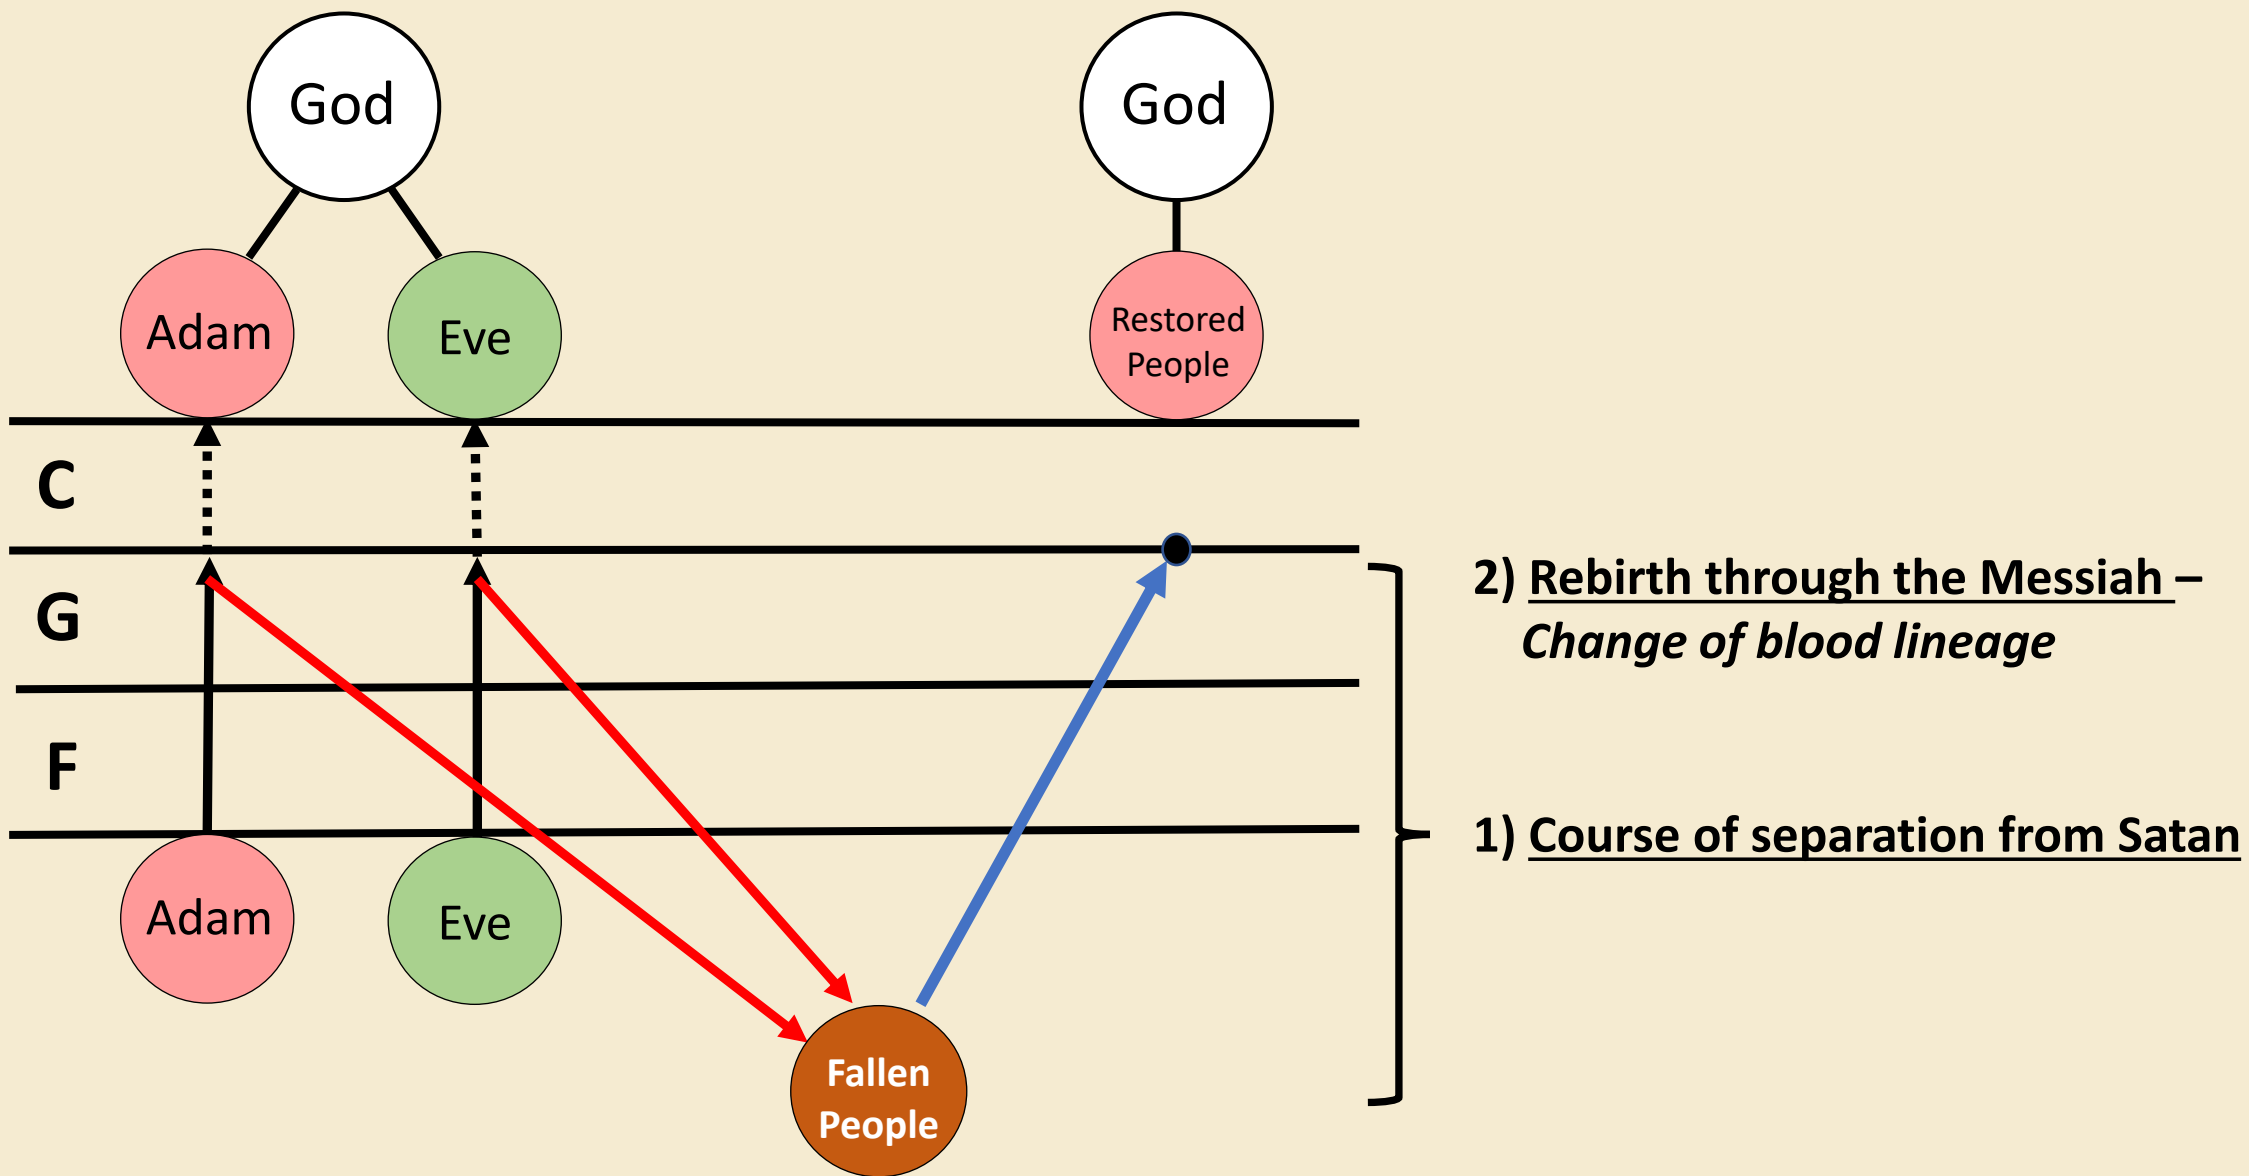 God
God
Adam
Eve
Restored
People
C
G
2) Rebirth through the Messiah –
Change of blood lineage
F
1) Course of separation from Satan
Adam
Eve
Fallen
People